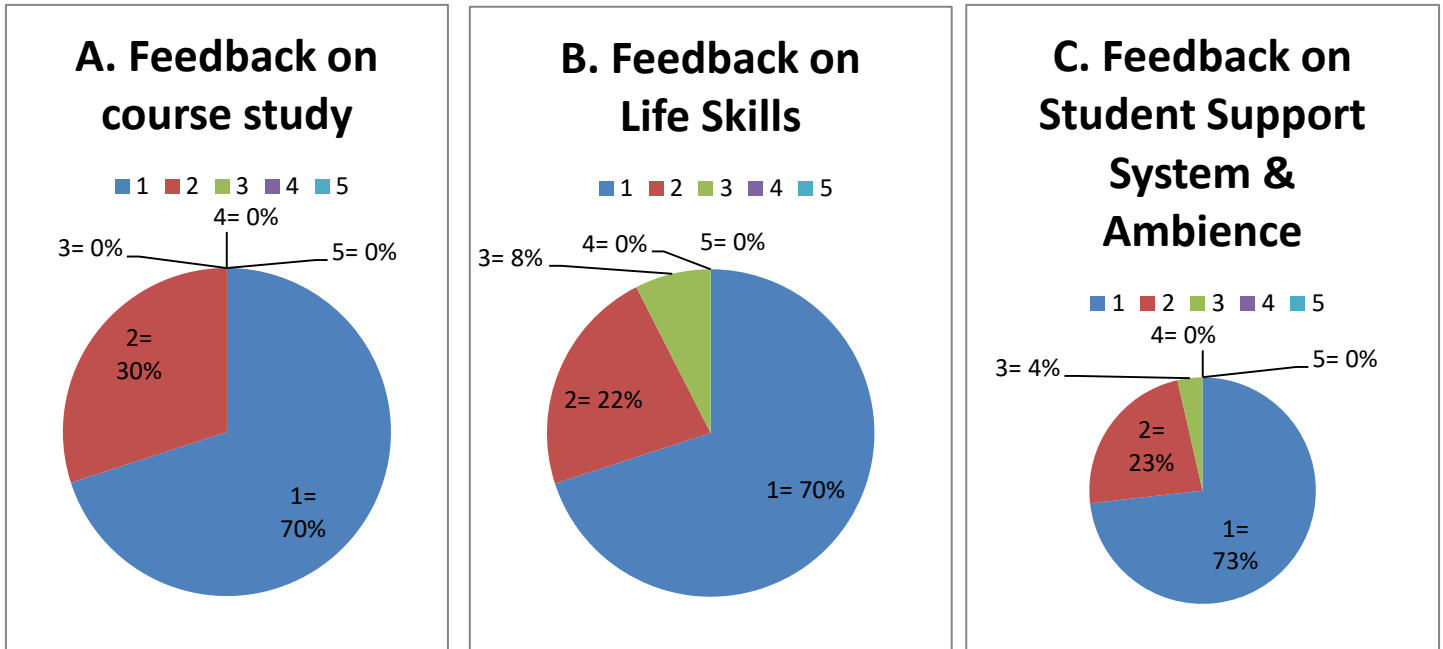 A. Feedback on
course study
1 2 3 4 5
4= 0%
3= 0%
5= 0%
2=
30%
1=
70%
B. Feedback on
Life Skills
1 2 3 4 5
4= 0%
5= 0%
3= 8%
2= 22%
1= 70%
C. Feedback on
Student Support
System &
Ambience
1 2 3 4 5
4= 0%
3= 4%
5= 0%
2=
23%
1=
73%